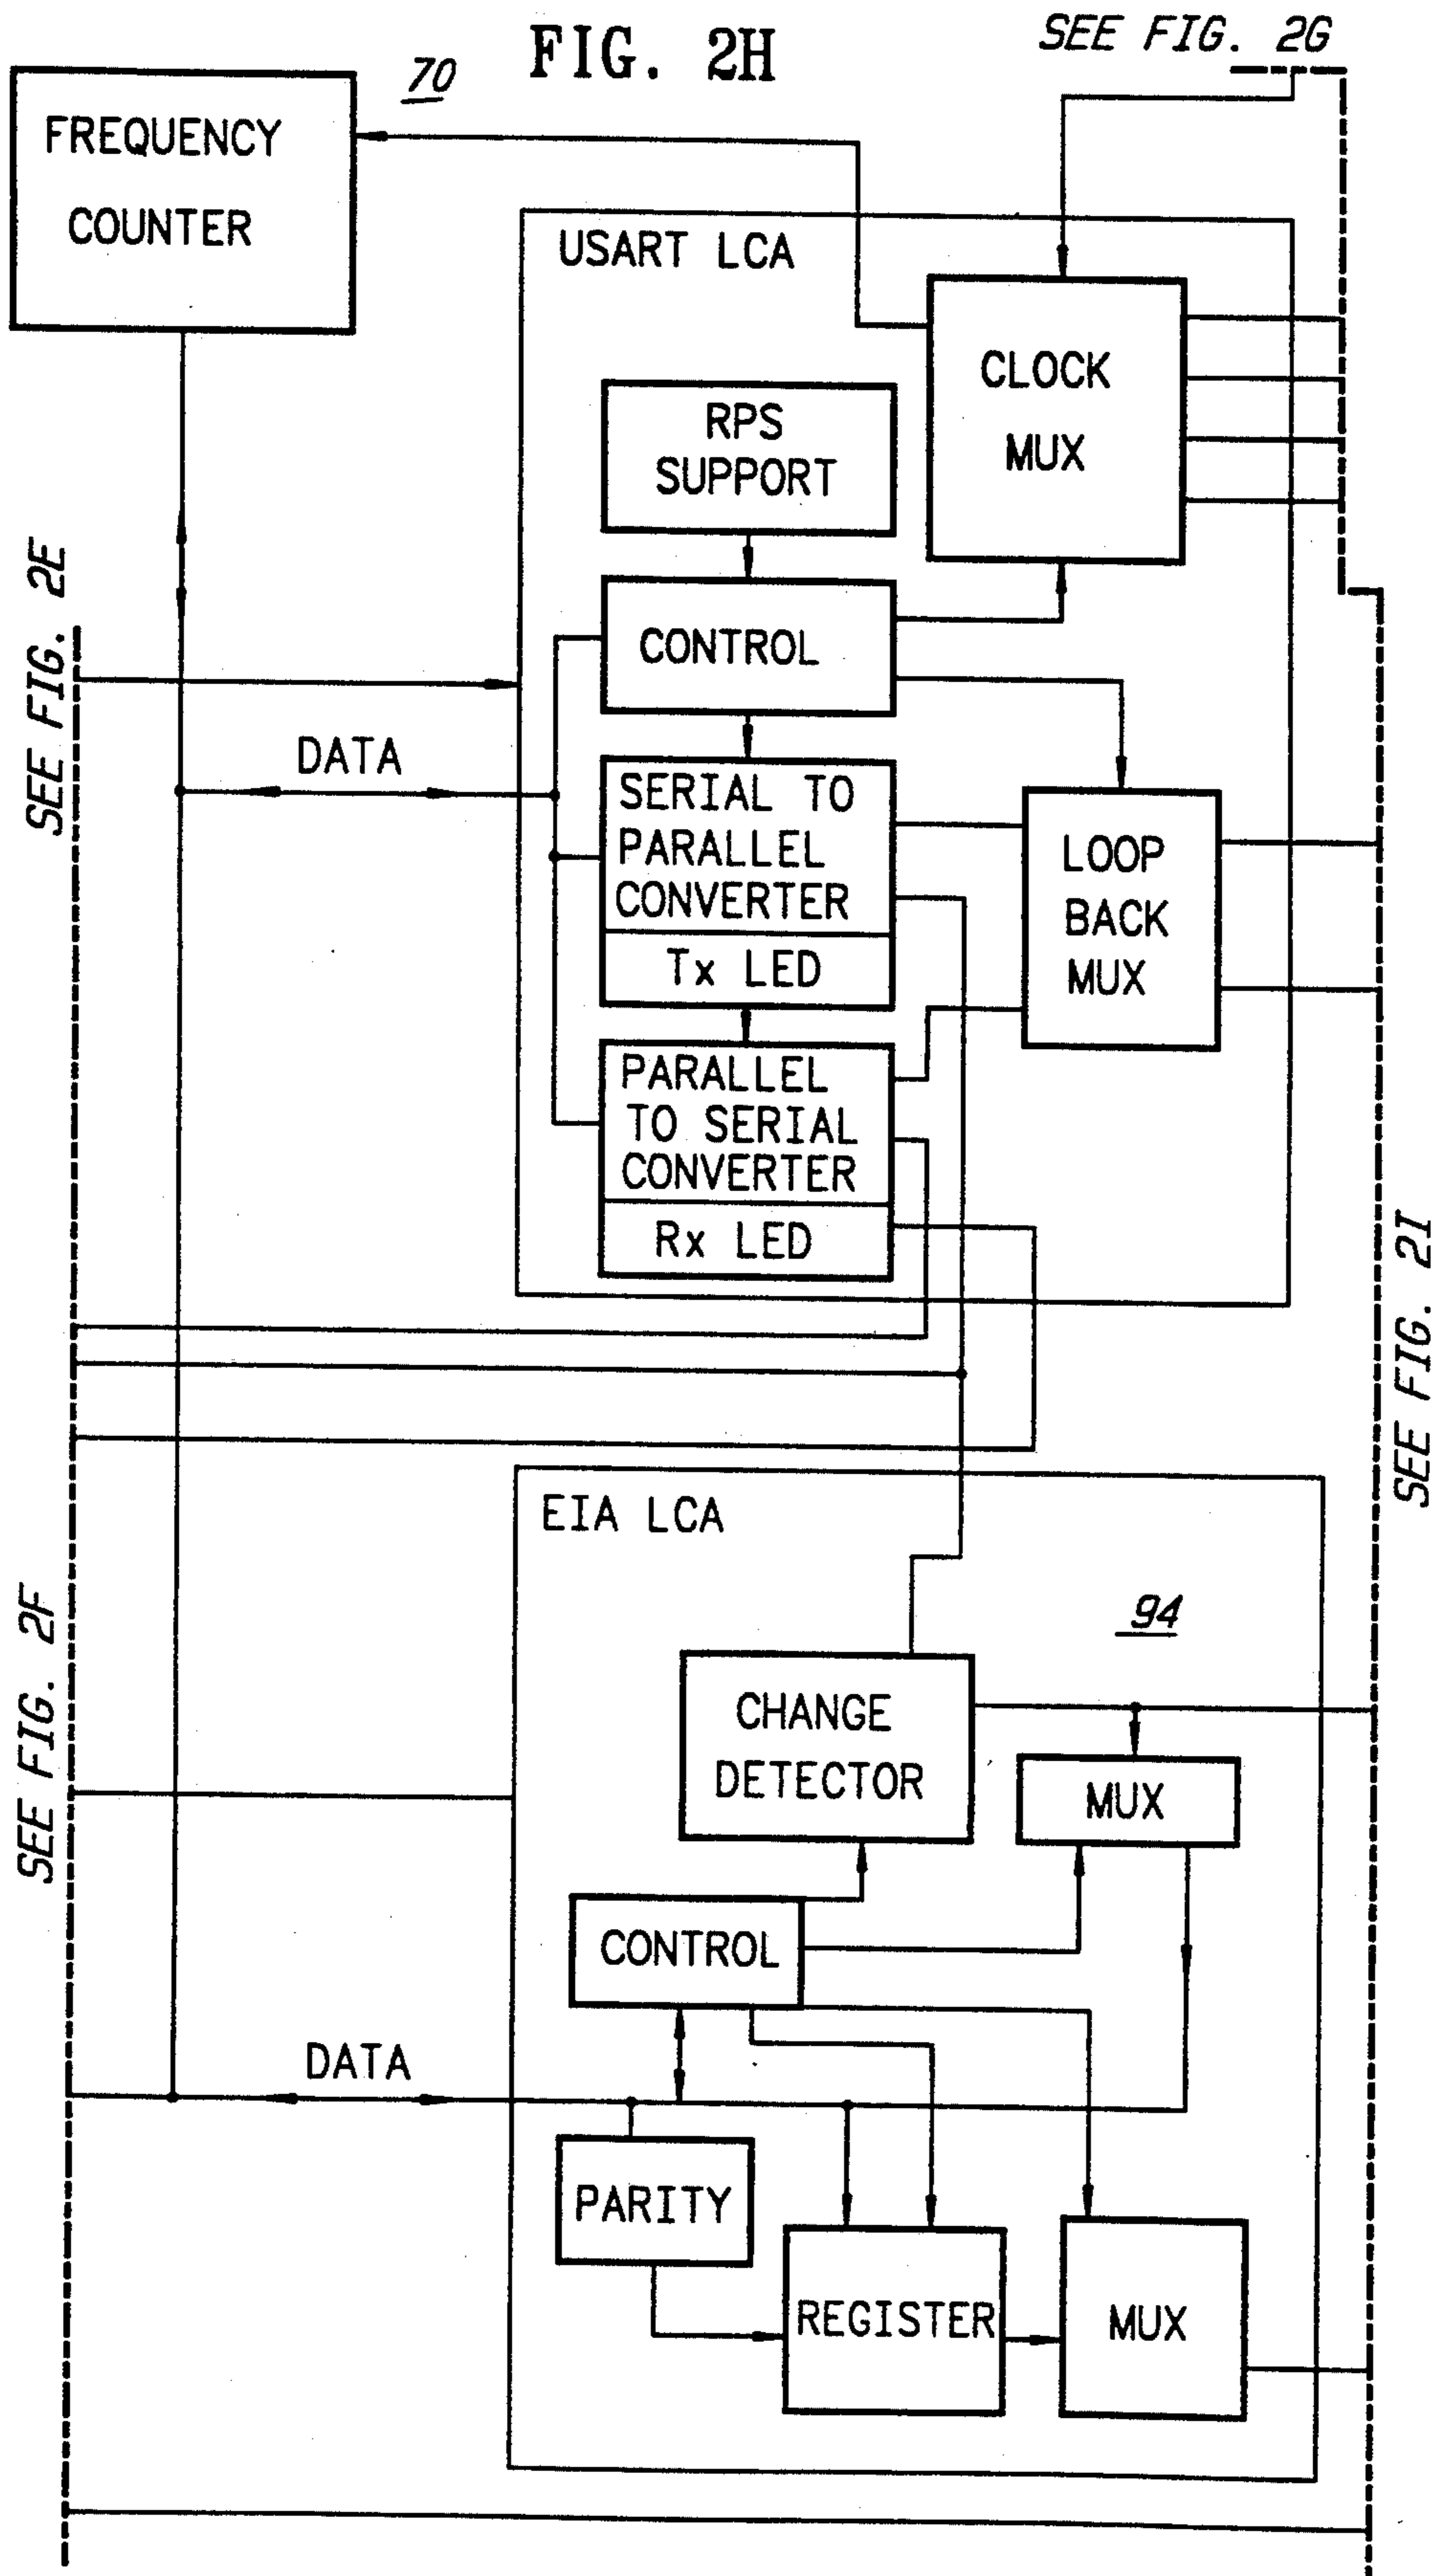 FIG. 2H
SEE FIG. 2G
70
FREQUENCY
COUNTER
USART LCA
CLOCK
MUX
RPS
SUPPORT
SEE FIG. 2E
CONTROL
DATA
SERIAL TO
PARALLEL
CONVERTER
Tx LED
LOOP
BACK
MUX
PARALLEL
TO SERIAL
CONVERTER
Rx LED
SEE FIG. 2I
EIA LCA
SEE FIG. 2F
94
CHANGE
DETECTOR
MUX
CONTROL
DATA
PARITY
REGISTER
MUX